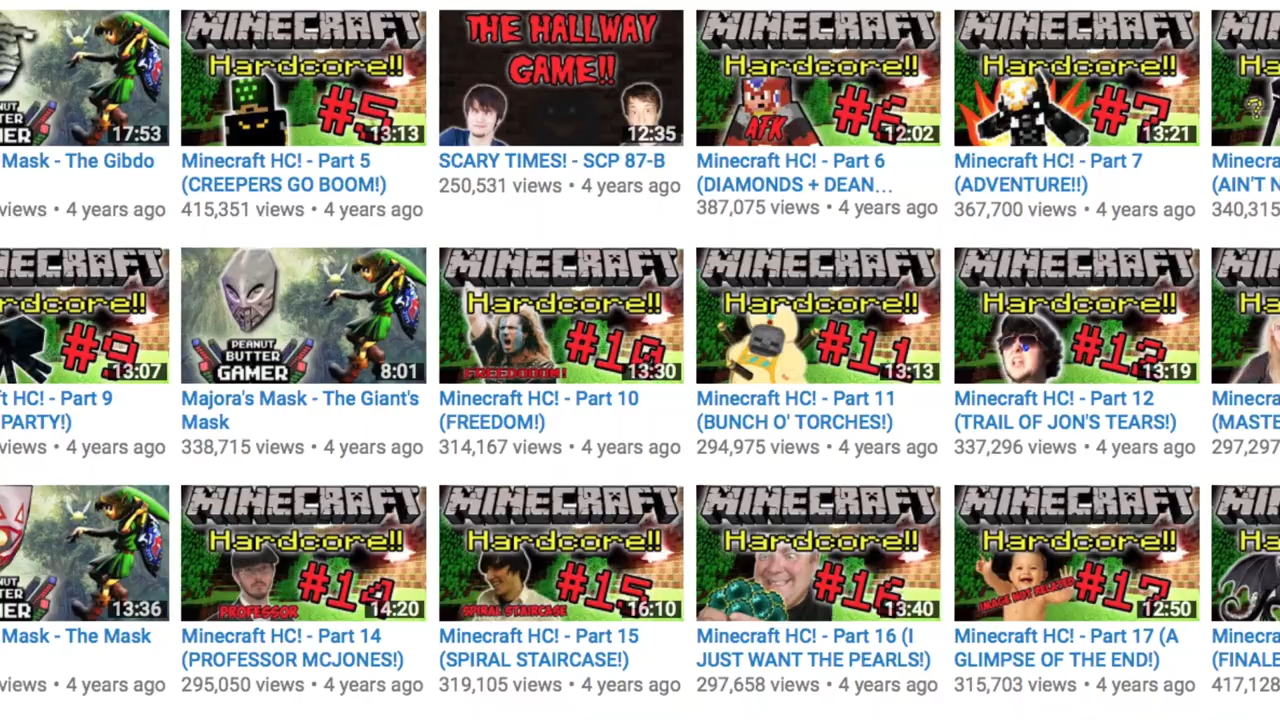 MINECRAFT
THE HALLWAY
GAME!!
MINECRAFT
MINECRAFT
Hardcore!!
Hardcore!!
Hardcore!!
#5
#6
AFK
#7
17:53
13:13
12:35
12:02
13:21
Mask - The Gibdo
Minecraft HC! - Part 5
(CREEPERS GO BOOM!)
SCARY TIMES! - SCP 87-B
Minecraft HC! - Part 6
(DIAMONDS + DEAN...
Minecraft HC! - Part 7
(ADVENTURE!!)
Minecra
(AIN'T N
views • 4 years ago
415,351 views • 4 years ago
250,531 views • 4 years ago
387,075 views • 4 years ago
367,700 views • 4 years ago
340,315
MINECRAFT
MINECRAFT
MINECRAFT
Hardcore!!
Hardcore!!
Hardcore!!
#9
PEANUT
BUTTER
GAMER
#10
FREEDOOOM!
#11
#12
13:07
8:01
13:30
13:13
13:19
ft HC! - Part 9
PARTY!)
Majora's Mask - The Giant's
Mask
Minecraft HC! - Part 10
(FREEDOM!)
Minecraft HC! - Part 11
(BUNCH O' TORCHES!)
Minecraft HC! - Part 12
(TRAIL OF JON'S TEARS!)
Minecra
(MASTE
views • 4 years ago
338,715 views • 4 years ago
314,167 views • 4 years ago
294,975 views • 4 years ago
337,296 views • 4 years ago
297,297
MINECRAFT
MINECRAFT
MINECRAFT
MINECRAFT
Hardcore!!
Hardcore!!
Hardcore!!
Hardcore!!
#14
PROFESSOR
#15
SPIRAL STAIRCASE
#16
#17
IMAGE NOT RELATED
13:36
14:20
16:10
13:40
12:50
Mask - The Mask
Minecraft HC! - Part 14
(PROFESSOR MCJONES!)
Minecraft HC! - Part 15
(SPIRAL STAIRCASE!)
Minecraft HC! - Part 16 (I
JUST WANT THE PEARLS!)
Minecraft HC! - Part 17 (A
GLIMPSE OF THE END!)
Minecra
(FINALE
views • 4 years ago
295,050 views • 4 years ago
319,105 views • 4 years ago
297,658 views • 4 years ago
315,703 views • 4 years ago
417,128